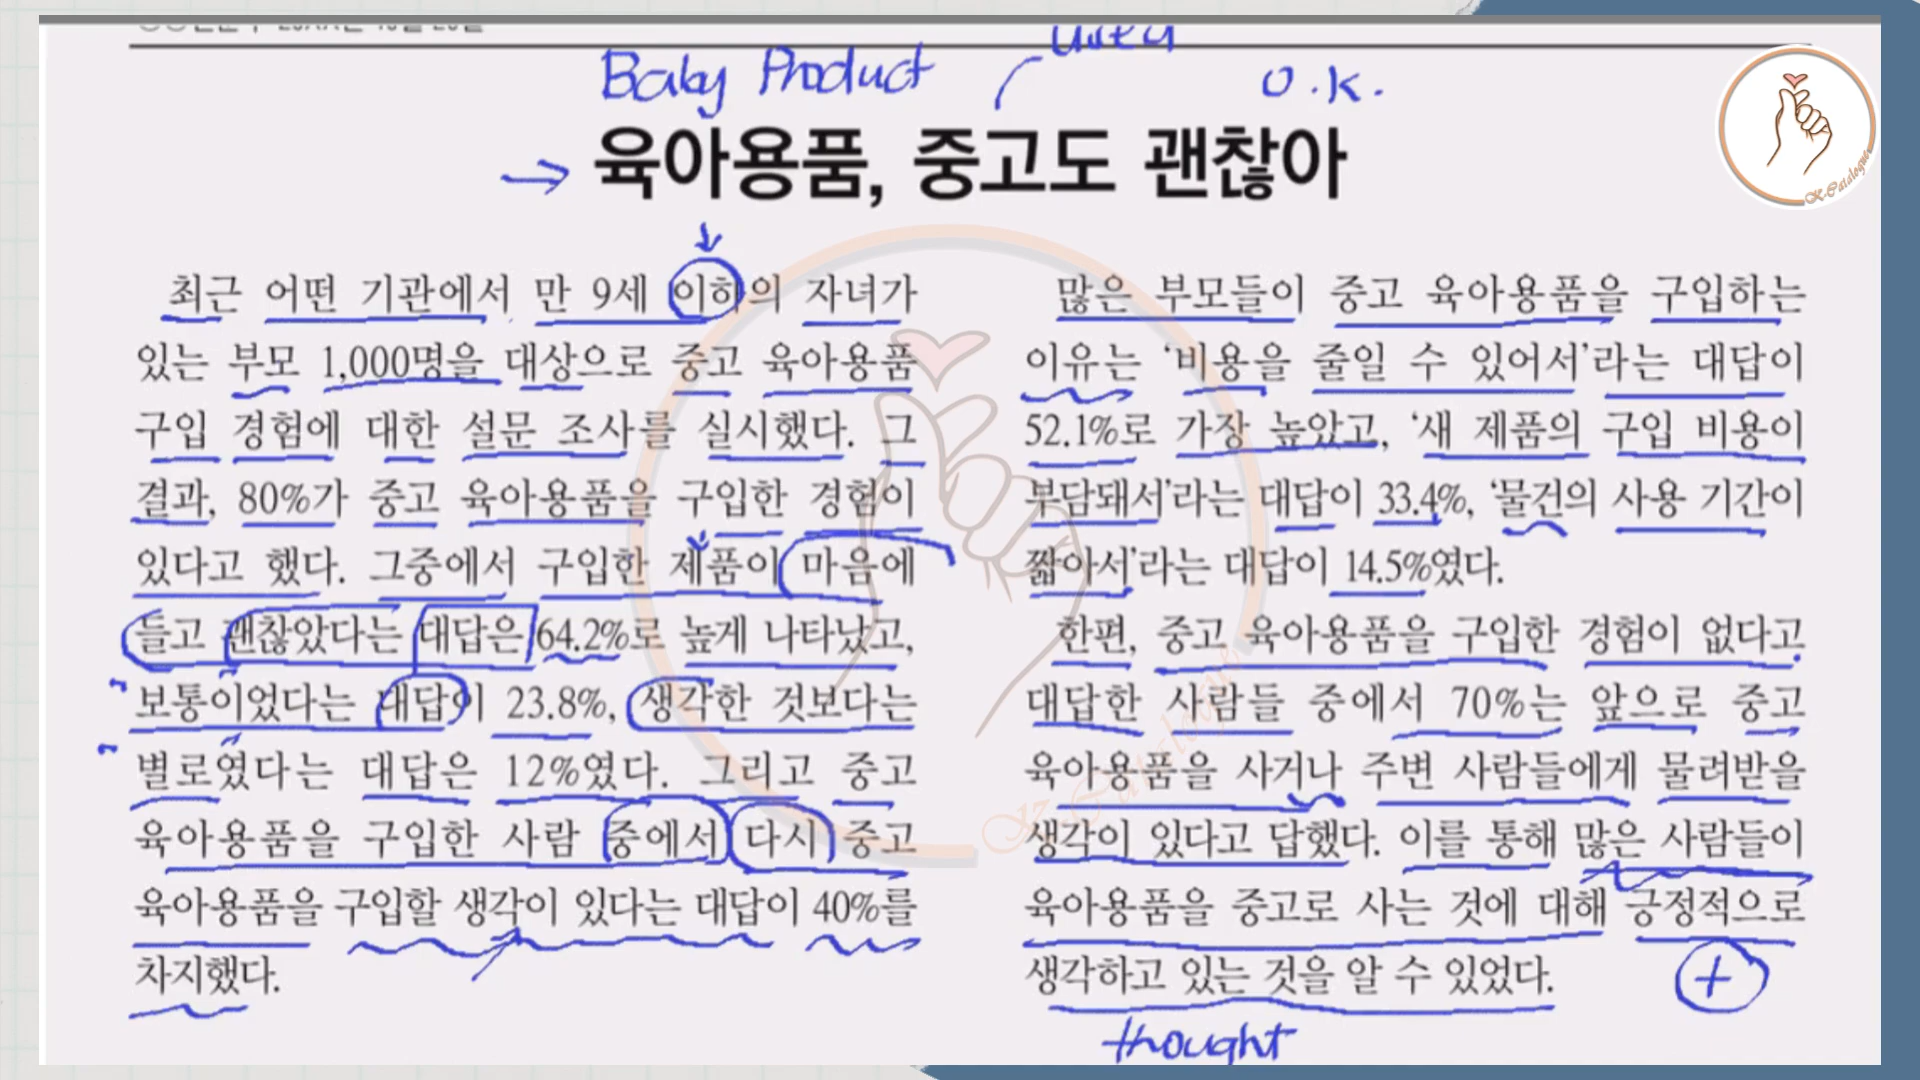 Baby Product
O.K.
육아용품, 중고도 괜찮아
최근 어떤 기관에서 만 9세 이하의 자녀가
있는 부모 1,000명을 대상으로 중고 육아용품
구입 경험에 대한 설문 조사를 실시했다. 그
결과, 80%가 중고 육아용품을 구입한 경험이
있다고 했다. 그중에서 구입한 제품이 마음에
들고 괜찮았다는 대답은 64.2%로 높게 나타났고,
보통이었다는 대답이 23.8%, 생각한 것보다는
별로였다는 대답은 12%였다. 그리고 중고
육아용품을 구입한 사람 중에서 다시 중고
육아용품을 구입할 생각이 있다는 대답이 40%를
차지했다.
많은 부모들이 중고 육아용품을 구입하는
이유는 ‘비용을 줄일 수 있어서’라는 대답이
52.1%로 가장 높았고, ‘새 제품의 구입 비용이
부담돼서’라는 대답이 33.4%, ‘물건의 사용 기간이
짧아서’라는 대답이 14.5%였다.
한편, 중고 육아용품을 구입한 경험이 없다고
대답한 사람들 중에서 70%는 앞으로 중고
육아용품을 사거나 주변 사람들에게 물려받을
생각이 있다고 답했다. 이를 통해 많은 사람들이
육아용품을 중고로 사는 것에 대해 긍정적으로
생각하고 있는 것을 알 수 있었다.
+
thought
K-Catalogue
K-Catalogue